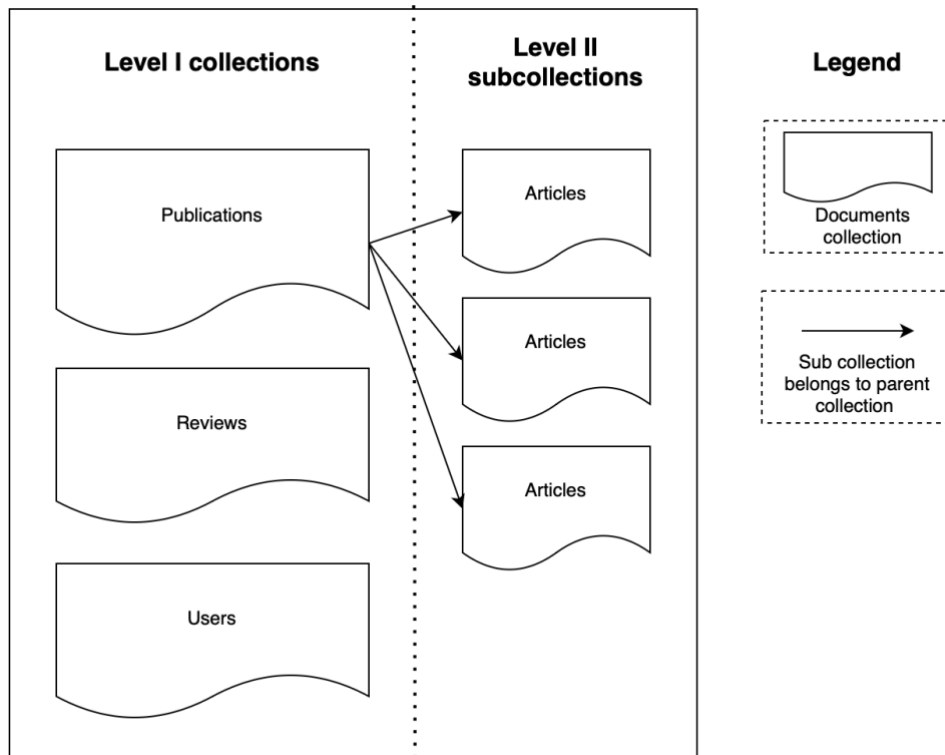 Level I collections
Level II
subcollections
Legend
Publications
Articles
Reviews
Articles
Users
Articles
Documents
collection
Sub collection
belongs to parent
collection